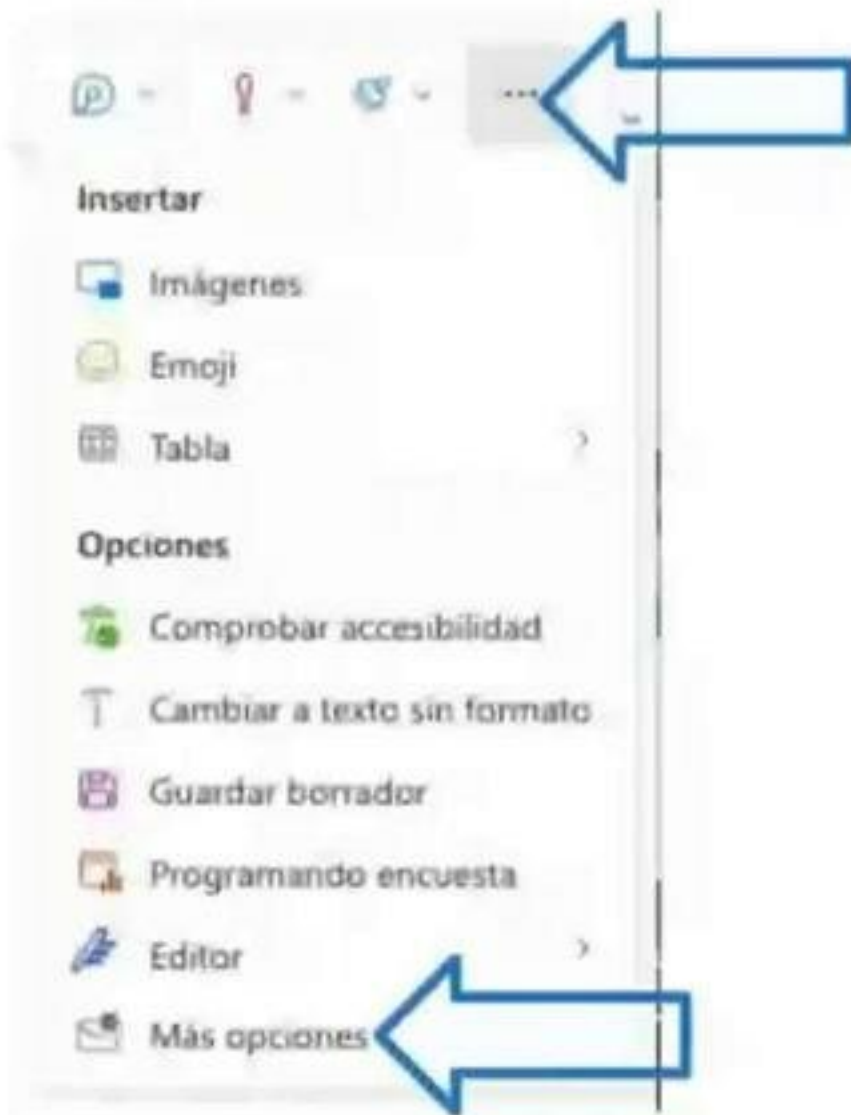 Insertar
Imágenes
Emoji
Tabla
Opciones
Comprobar accesibilidad
Cambiar a texto sin formato
Guardar borrador
Programando encuesta
Editor
Más opciones